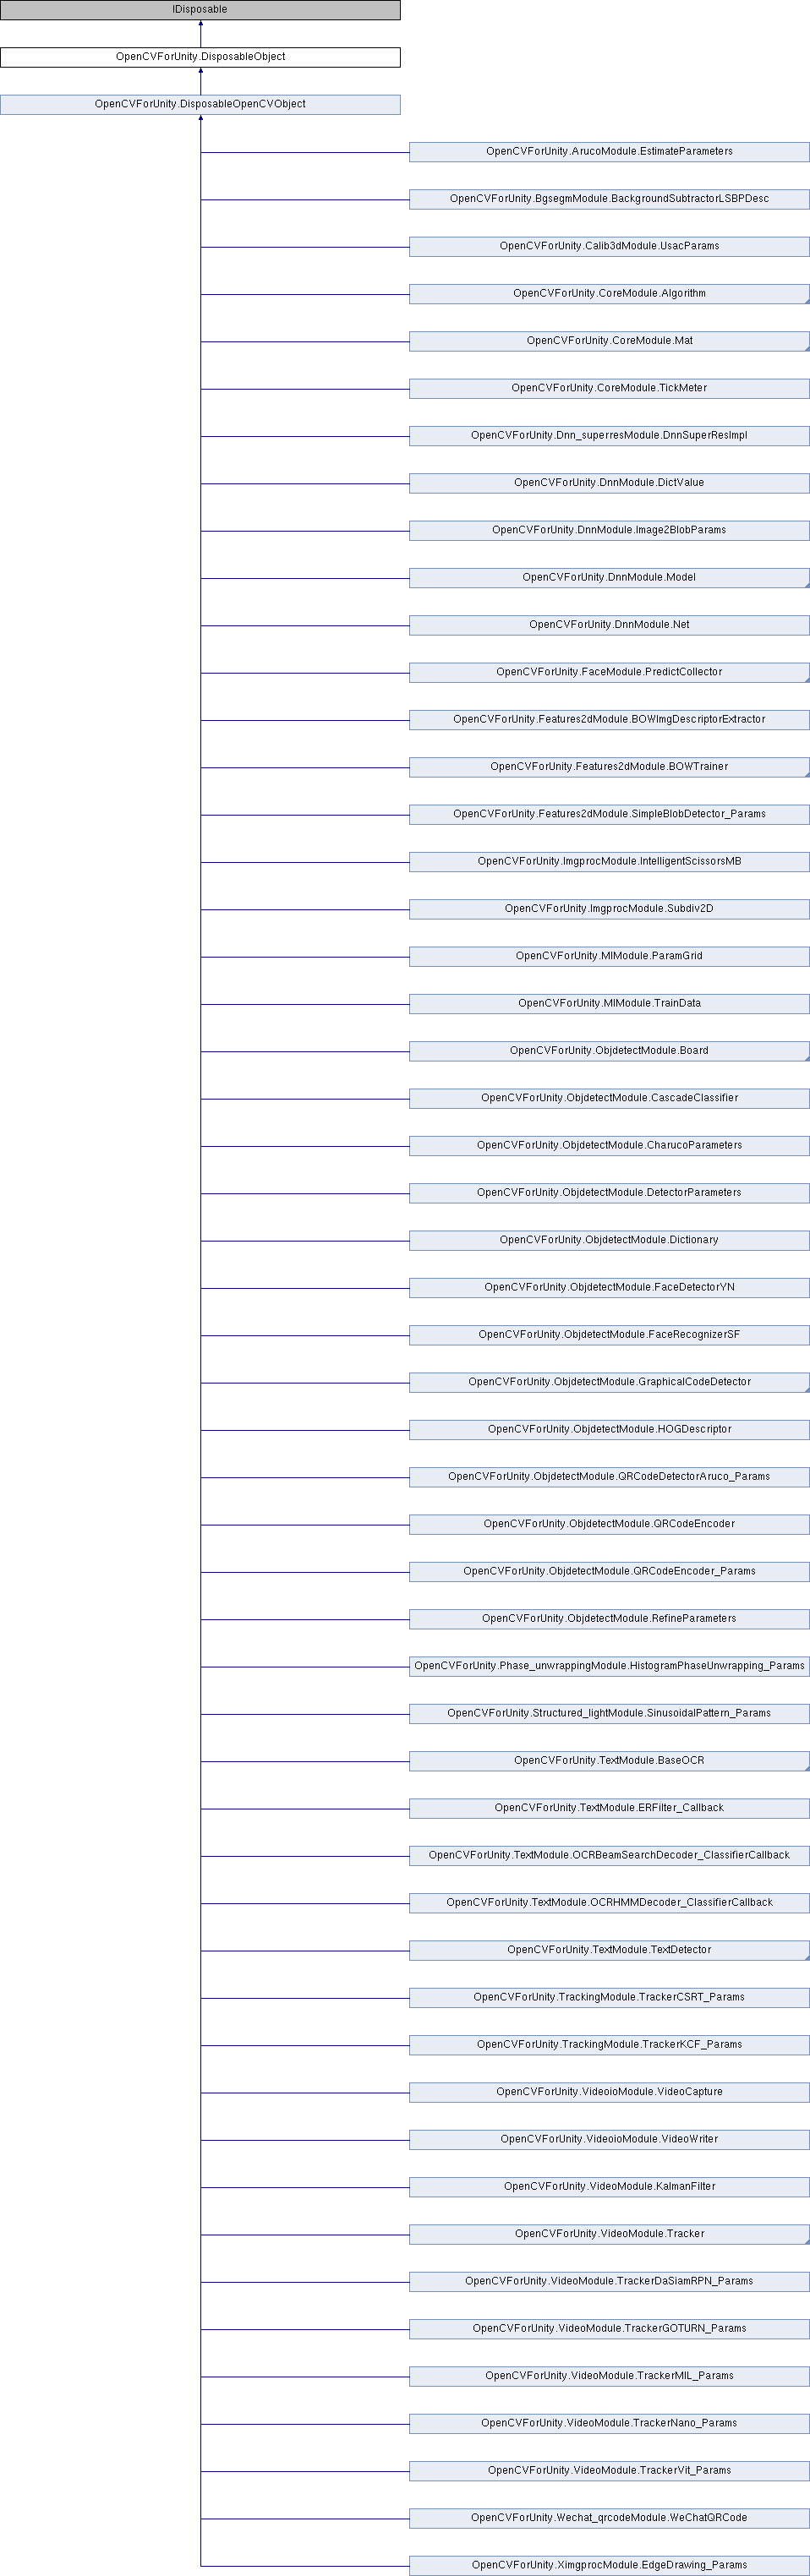 IDisposable
OpenCVForUnity.DisposableObject
OpenCVForUnity.DisposableOpenCVObject
OpenCVForUnity.ArucoModule.EstimateParameters
OpenCVForUnity.BgsegmModule.BackgroundSubtractorLSBPDesc
OpenCVForUnity.Calib3dModule.UsacParams
OpenCVForUnity.CoreModule.Algorithm
OpenCVForUnity.CoreModule.Mat
OpenCVForUnity.CoreModule.TickMeter
OpenCVForUnity.Dnn_superresModule.DnnSuperResImpl
OpenCVForUnity.DnnModule.DictValue
OpenCVForUnity.DnnModule.Image2BlobParams
OpenCVForUnity.DnnModule.Model
OpenCVForUnity.DnnModule.Net
OpenCVForUnity.FaceModule.PredictCollector
OpenCVForUnity.Features2dModule.BOWImgDescriptorExtractor
OpenCVForUnity.Features2dModule.BOWTrainer
OpenCVForUnity.Features2dModule.SimpleBlobDetector_Params
OpenCVForUnity.ImgprocModule.IntelligentScissorsMB
OpenCVForUnity.ImgprocModule.Subdiv2D
OpenCVForUnity.MlModule.ParamGrid
OpenCVForUnity.MlModule.TrainData
OpenCVForUnity.ObjdetectModule.Board
OpenCVForUnity.ObjdetectModule.CascadeClassifier
OpenCVForUnity.ObjdetectModule.CharucoParameters
OpenCVForUnity.ObjdetectModule.DetectorParameters
OpenCVForUnity.ObjdetectModule.Dictionary
OpenCVForUnity.ObjdetectModule.FaceDetectorYN
OpenCVForUnity.ObjdetectModule.FaceRecognizerSF
OpenCVForUnity.ObjdetectModule.GraphicalCodeDetector
OpenCVForUnity.ObjdetectModule.HOGDescriptor
OpenCVForUnity.ObjdetectModule.QRCodeDetectorAruco_Params
OpenCVForUnity.ObjdetectModule.QRCodeEncoder
OpenCVForUnity.ObjdetectModule.QRCodeEncoder_Params
OpenCVForUnity.ObjdetectModule.RefineParameters
OpenCVForUnity.Phase_unwrappingModule.HistogramPhaseUnwrapping_Params
OpenCVForUnity.Structured_lightModule.SinusoidalPattern_Params
OpenCVForUnity.TextModule.BaseOCR
OpenCVForUnity.TextModule.ERFilter_Callback
OpenCVForUnity.TextModule.OCRBeamSearchDecoder_ClassifierCallback
OpenCVForUnity.TextModule.OCRHMMDecoder_ClassifierCallback
OpenCVForUnity.TextModule.TextDetector
OpenCVForUnity.TrackingModule.TrackerCSRT_Params
OpenCVForUnity.TrackingModule.TrackerKCF_Params
OpenCVForUnity.VideoioModule.VideoCapture
OpenCVForUnity.VideoioModule.VideoWriter
OpenCVForUnity.VideoModule.KalmanFilter
OpenCVForUnity.VideoModule.Tracker
OpenCVForUnity.VideoModule.TrackerDaSiamRPN_Params
OpenCVForUnity.VideoModule.TrackerGOTURN_Params
OpenCVForUnity.VideoModule.TrackerMIL_Params
OpenCVForUnity.VideoModule.TrackerNano_Params
OpenCVForUnity.VideoModule.TrackerVit_Params
OpenCVForUnity.Wechat_qrcodeModule.WeChatQRCode
OpenCVForUnity.XimgprocModule.EdgeDrawing_Params